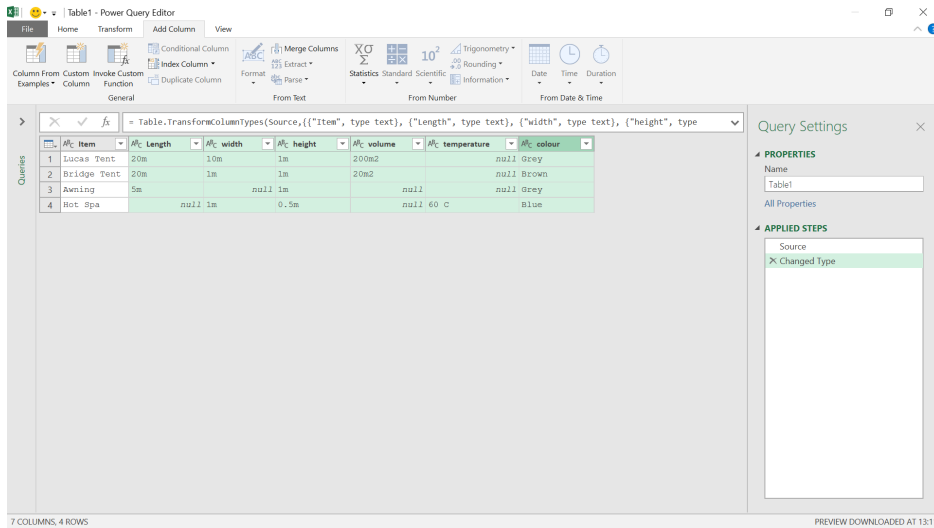 Table1 - Power Query Editor
File Home Transform Add Column View
Column From Examples
Custom Column
Invoke Custom Function
Conditional Column
Index Column
Duplicate Column
General
Format
Merge Columns
ABC 123 Extract
Parse
From Text
XΟ Σ Statistics
Standard
10² Scientific
Trigonometry
.00 Rounding
Information
From Number
Date
Time
Duration
From Date & Time
Queries
fx = Table.TransformColumnTypes(Source,{{"Item", type text}, {"Length", type text}, {"width", type text}, {"height", type
Item Length width height volume temperature colour
1 Lucas Tent 20m 10m 1m 200m2 null Grey
2 Bridge Tent 20m 1m 1m 20m2 null Brown
3 Awning 5m null 1m null null Grey
4 Hot Spa null 1m 0.5m null 60 C Blue
Query Settings
PROPERTIES
Name
Table1
All Properties
APPLIED STEPS
Source
Changed Type
7 COLUMNS, 4 ROWS
PREVIEW DOWNLOADED AT 13:1